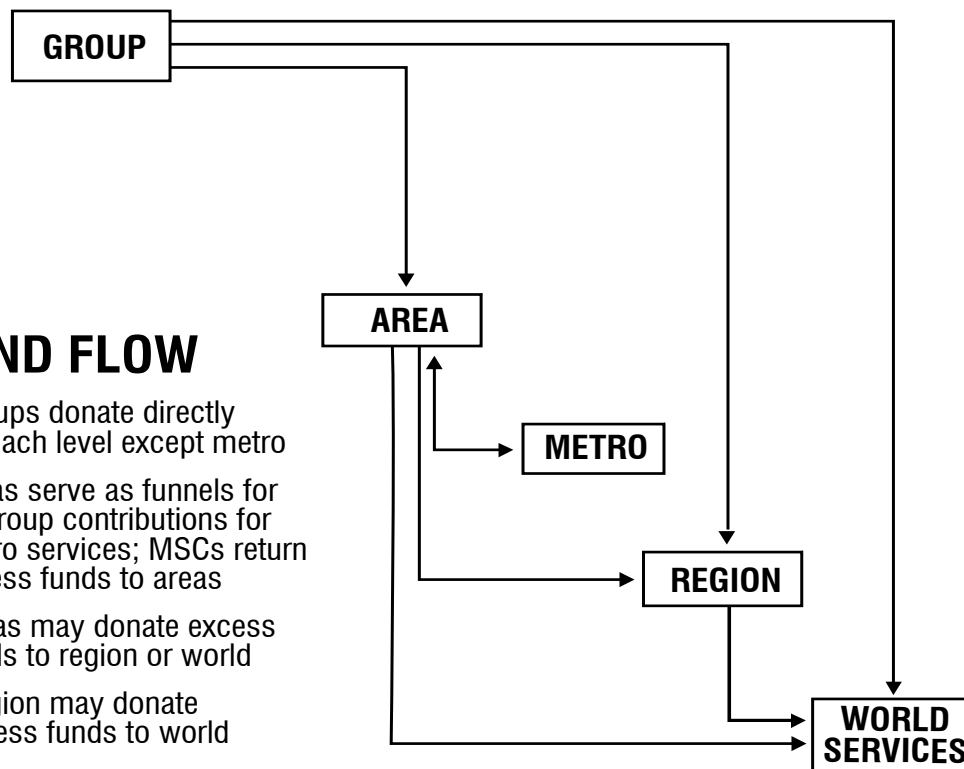 GROUP
AREA
ND FLOW
ups donate directly
ach level except metro
METRO
as serve as funnels for
roup contributions for
ro services; MSCs return
ess funds to areas
REGION
as may donate excess
ls to region or world
gion may donate
ess funds to world
WORLD
SERVICES